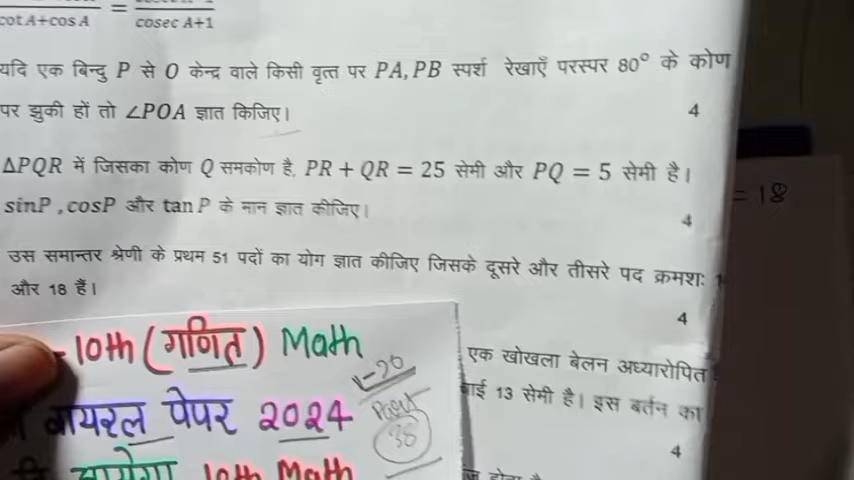 cot A+cos A = cosec A+1
यदि एक बिन्दु P से O केन्द्र वाले किसी वृत्त पर PA, PB स्पर्श रेखाएँ परस्पर 80° के कोण
पर झुकी हों तो ∠POA ज्ञात किजिए। 4
ΔPQR में जिसका कोण Q समकोण है, PR + QR = 25 सेमी और PQ = 5 सेमी है।
sinP , cosP और tan P के मान ज्ञात कीजिए। 4
= 18
उस समान्तर श्रेणी के प्रथम 51 पदों का योग ज्ञात कीजिए जिसके दूसरे और तीसरे पद क्रमशः
और 18 हैं। 4
एक खोखला बेलन अध्यारोपित
13 सेमी है। इस बर्तन का
4
10th (गणित) Math
वायरल पेपर 2024
10th Math
38